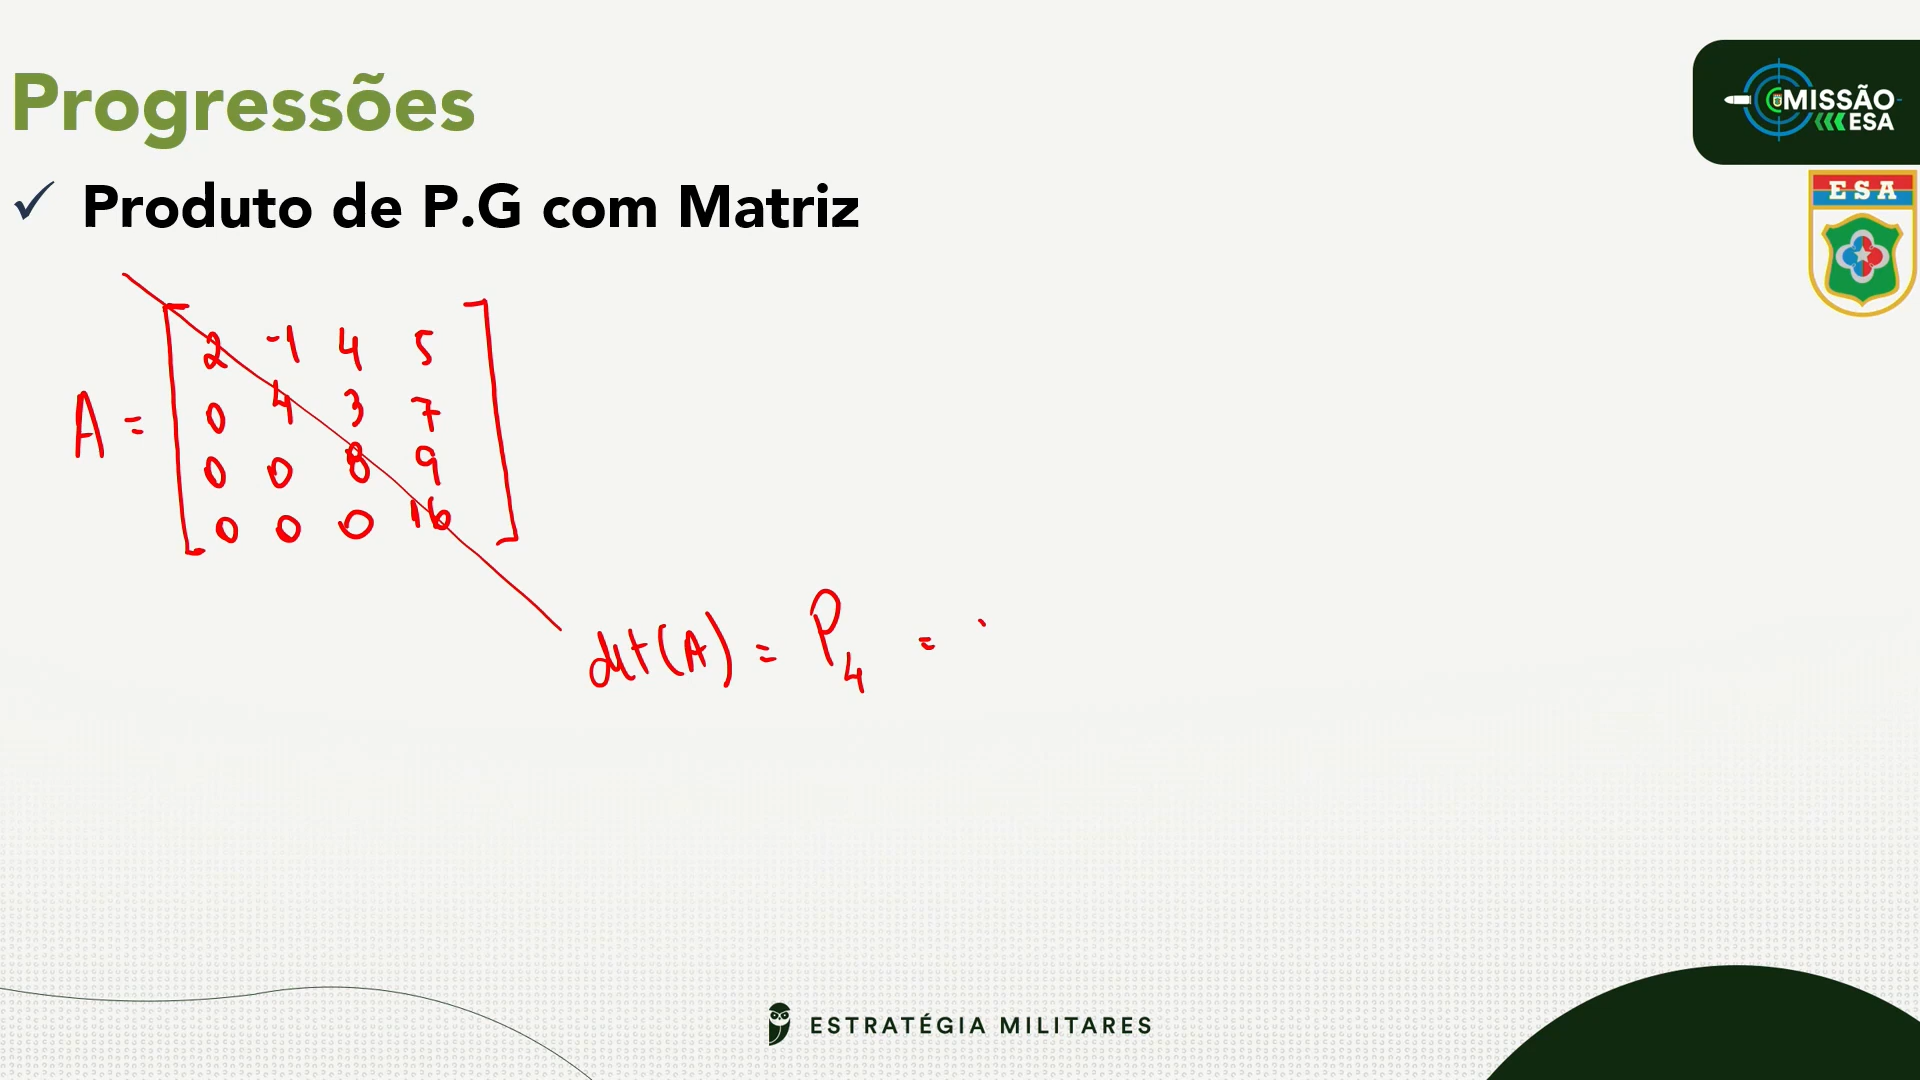 Progressões
MISSÃO
ESA
✓ Produto de P.G com Matriz
ESA
2 -1 4 5
A = 0 4 3 7
0 0 8 9
0 0 0 16
det(A) = P4 =
ESTRATÉGIA MILITARES